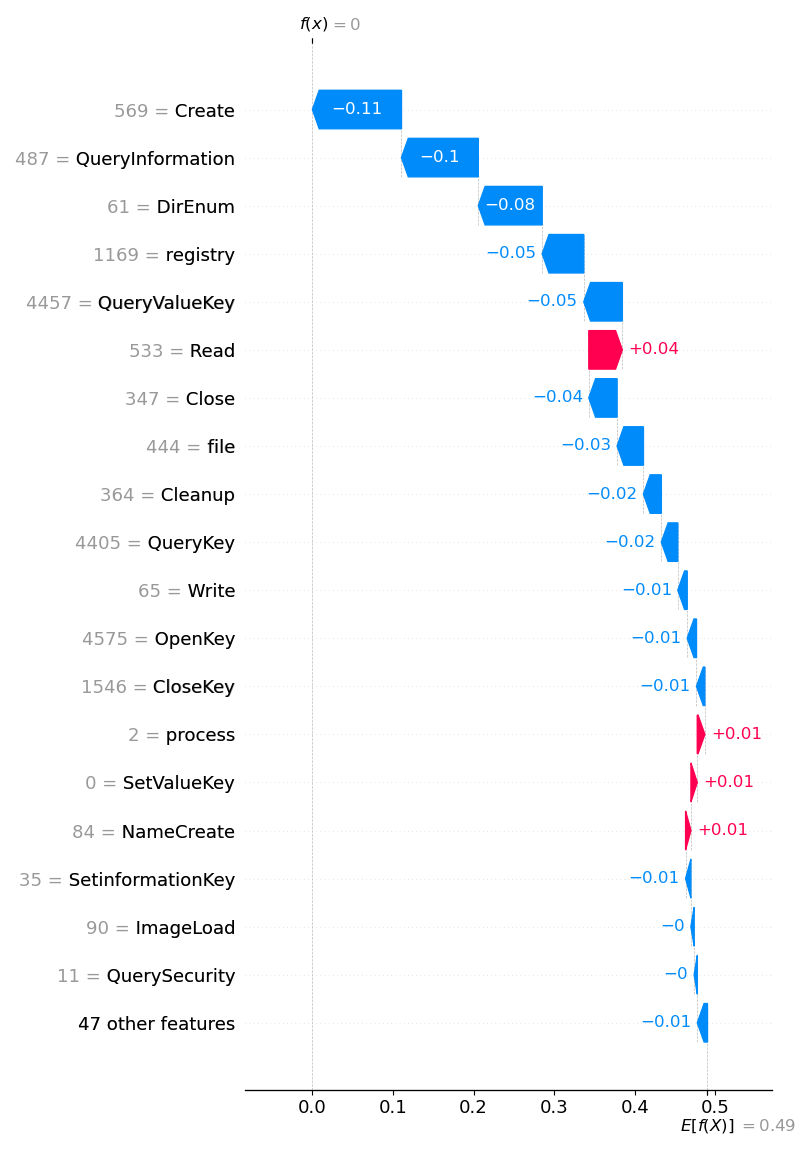 f(x) = 0
569 = Create −0.11
487 = QueryInformation −0.1
61 = DirEnum −0.08
1169 = registry −0.05
4457 = QueryValueKey −0.05
533 = Read +0.04
347 = Close −0.04
444 = file −0.03
364 = Cleanup −0.02
4405 = QueryKey −0.02
65 = Write −0.01
4575 = OpenKey −0.01
1546 = CloseKey −0.01
2 = process +0.01
0 = SetValueKey +0.01
84 = NameCreate +0.01
35 = SetinformationKey −0.01
90 = ImageLoad −0
11 = QuerySecurity −0
47 other features −0.01
0.0 0.1 0.2 0.3 0.4 0.5
E[f(X)] = 0.49